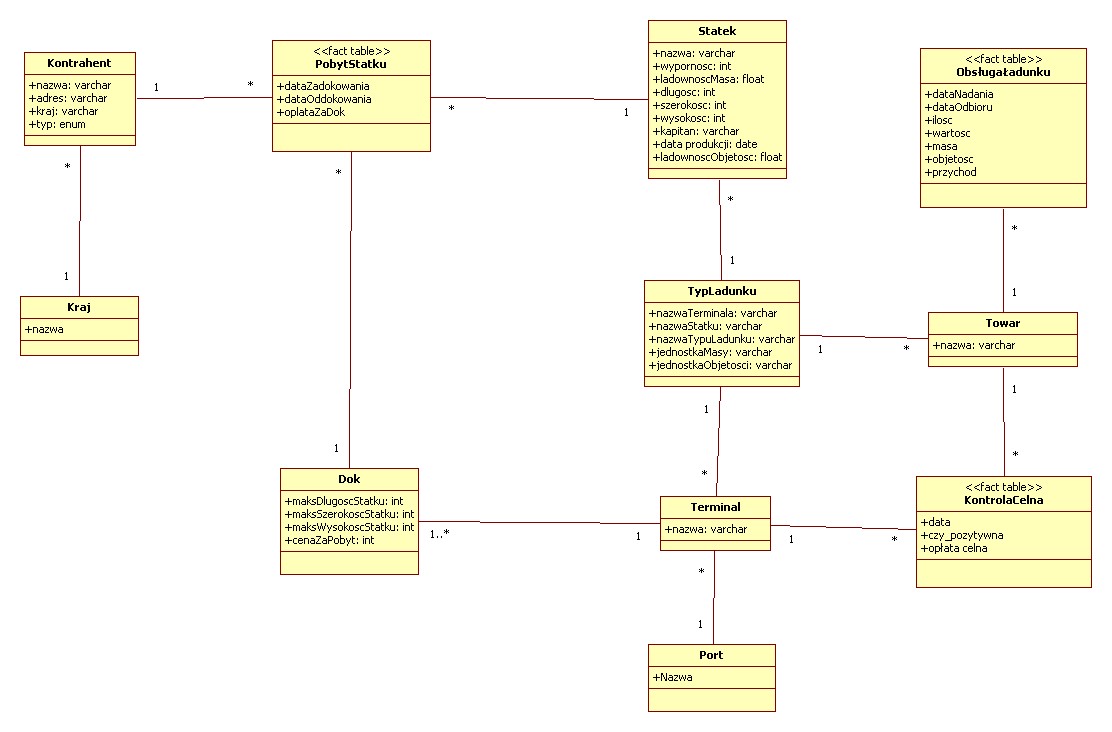 Kontrahent
+nazwa: varchar
+adres: varchar
+kraj: varchar
+typ: enum
1
*
<<fact table>>
PobytStatku
+dataZadokowania
+dataOddokowania
+oplataZaDok
*
1
Statek
+nazwa: varchar
+wypornosc: int
+ladownoscMasa: float
+dlugosc: int
+szerokosc: int
+wysokosc: int
+kapitan: varchar
+data produkcji: date
+ladownoscObjetosc: float
<<fact table>>
ObsługaŁadunku
+dataNadania
+dataOdbioru
+ilosc
+wartosc
+masa
+objetosc
+przychod
*
1
Kraj
+nazwa
*
1
*
1
TypLadunku
+nazwaTerminala: varchar
+nazwaStatku: varchar
+nazwaTypuLadunku: varchar
+jednostkaMasy: varchar
+jednostkaObjetosci: varchar
1
*
*
1
Towar
+nazwa: varchar
1
*
1
*
Dok
+maksDlugoscStatku: int
+maksSzerokoscStatku: int
+maksWysokoscStatku: int
+cenaZaPobyt: int
1..*
1
Terminal
+nazwa: varchar
1
*
<<fact table>>
KontrolaCelna
+data
+czy_pozytywna
+opłata celna
*
1
Port
+Nazwa